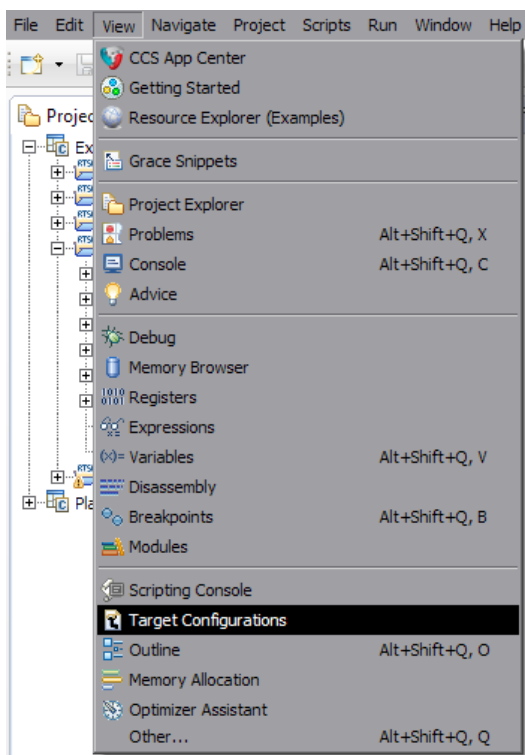 File Edit View Navigate Project Scripts Run Window Help
CCS App Center
Getting Started
Projec
Resource Explorer (Examples)
Ex
Grace Snippets
Project Explorer
Problems Alt+Shift+Q, X
Console Alt+Shift+Q, C
Advice
Debug
Memory Browser
Registers
Expressions
(x)= Variables Alt+Shift+Q, V
Disassembly
Pla
Breakpoints Alt+Shift+Q, B
Modules
Scripting Console
Target Configurations
Outline Alt+Shift+Q, O
Memory Allocation
Optimizer Assistant
Other... Alt+Shift+Q, Q